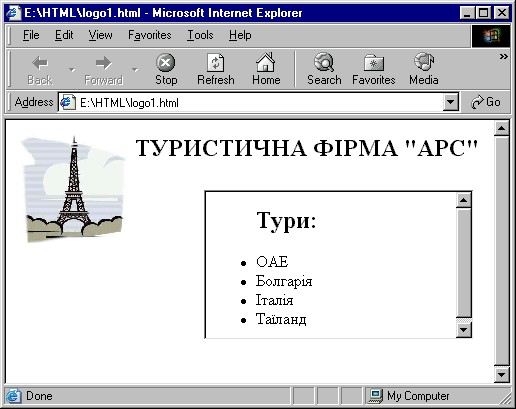 E:\HTML\logo1.html - Microsoft Internet Explorer
File Edit View Favorites Tools Help
Back Forward Stop Refresh Home Search Favorites Media »
Address E:\HTML\logo1.html Go
ТУРИСТИЧНА ФІРМА "АРС"
Тури:
ОАЕ
Болгарія
Італія
Таїланд
Done My Computer